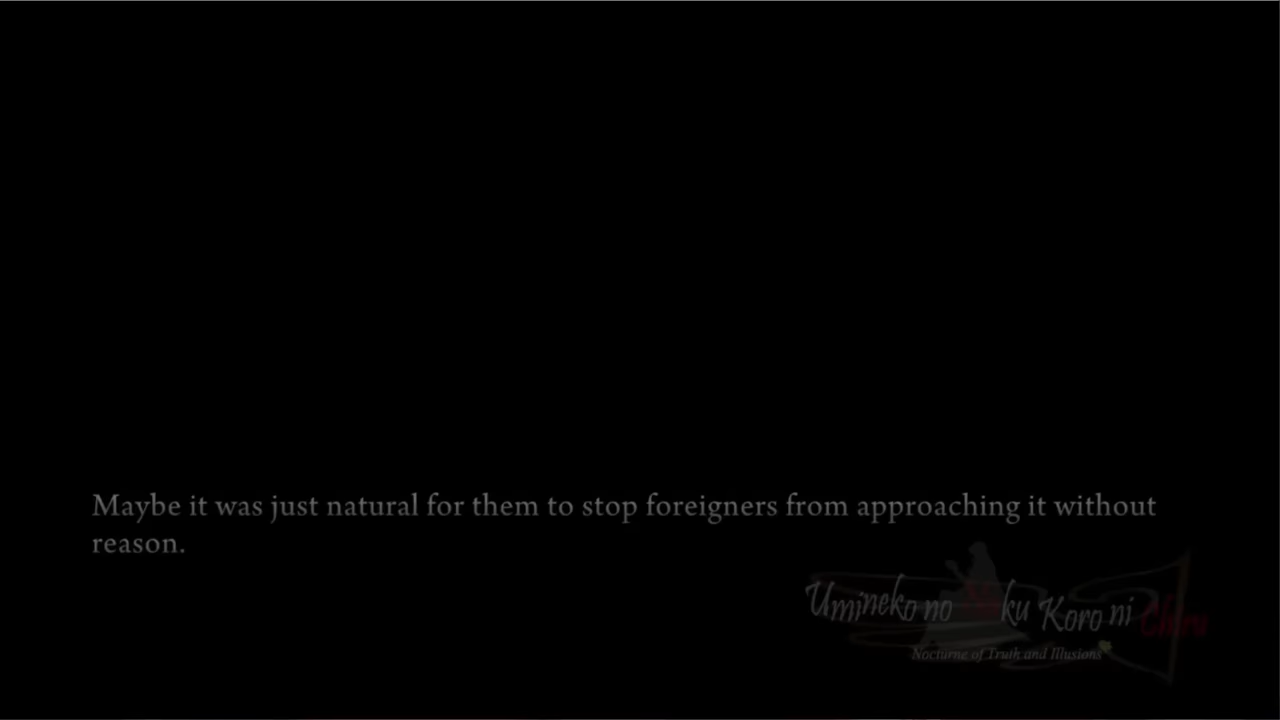 Maybe it was just natural for them to stop foreigners from approaching it without
reason.
Umineko no ku Koro ni Chiru
Nocturne of Truth and Illusions